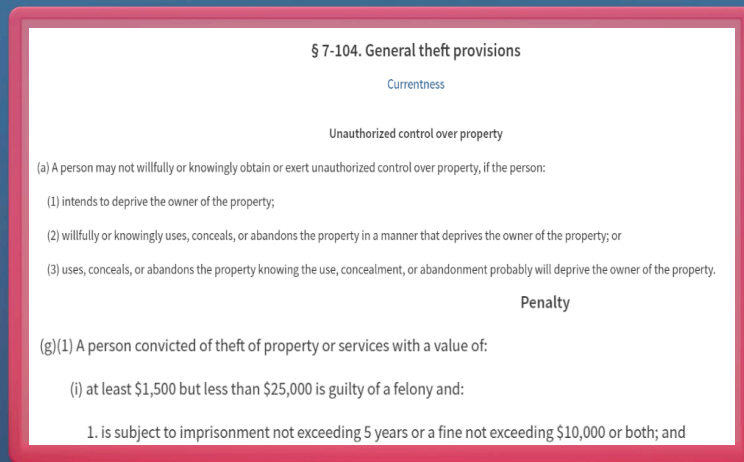 § 7-104. General theft provisions
Currentness
Unauthorized control over property
(a) A person may not willfully or knowingly obtain or exert unauthorized control over property, if the person:
(1) intends to deprive the owner of the property;
(2) willfully or knowingly uses, conceals, or abandons the property in a manner that deprives the owner of the property; or
(3) uses, conceals, or abandons the property knowing the use, concealment, or abandonment probably will deprive the owner of the property.
Penalty
(g)(1) A person convicted of theft of property or services with a value of:
(i) at least $1,500 but less than $25,000 is guilty of a felony and:
1. is subject to imprisonment not exceeding 5 years or a fine not exceeding $10,000 or both; and